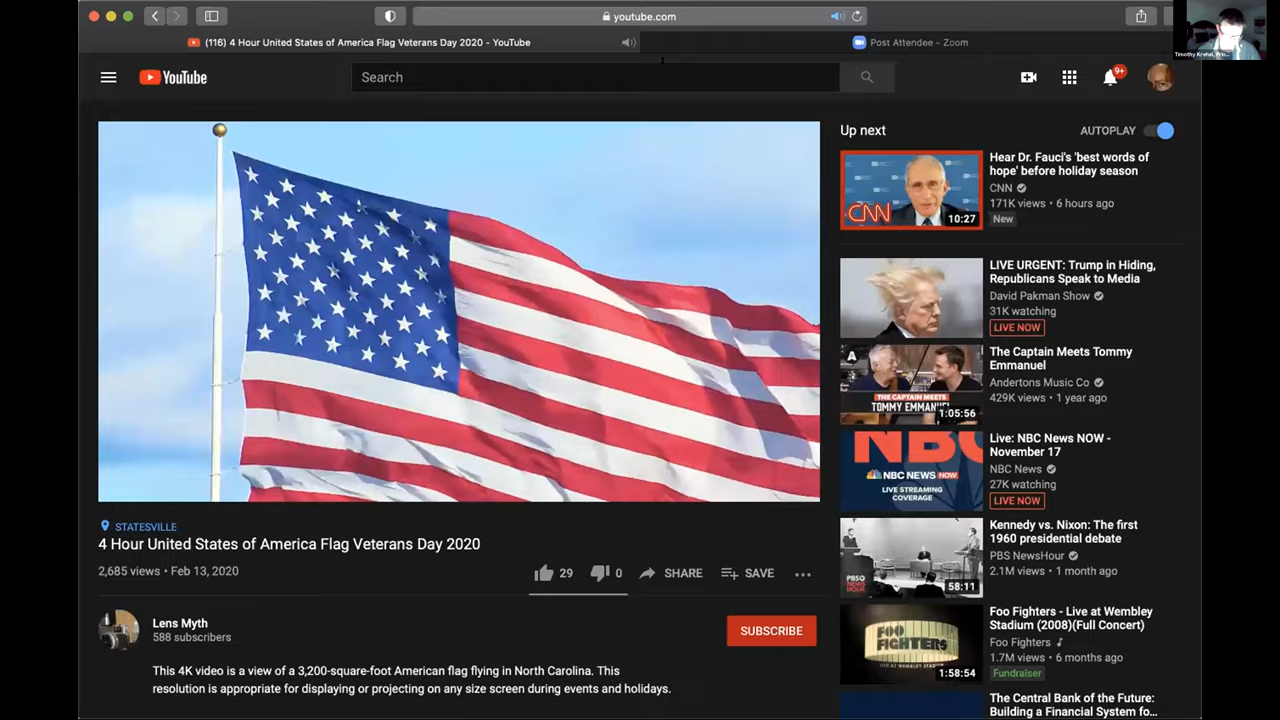 youtube.com
(116) 4 Hour United States of America Flag Veterans Day 2020 - YouTube
Post Attendee - Zoom
YouTube
Search
9+
Up next
AUTOPLAY
CNN
10:27
Hear Dr. Fauci's 'best words of
hope' before holiday season
CNN
171K views • 6 hours ago
New
LIVE URGENT: Trump in Hiding,
Republicans Speak to Media
David Pakman Show
31K watching
LIVE NOW
A
THE CAPTAIN MEETS
TOMMY EMMANUEL
1:05:56
The Captain Meets Tommy
Emmanuel
Andertons Music Co
429K views • 1 year ago
NBC
NBC NEWS NOW
LIVE STREAMING
COVERAGE
Live: NBC News NOW -
November 17
NBC News
27K watching
LIVE NOW
58:11
Kennedy vs. Nixon: The first
1960 presidential debate
PBS NewsHour
2.1M views • 1 month ago
FOO
FIGHTERS
1:58:54
Foo Fighters - Live at Wembley
Stadium (2008)(Full Concert)
Foo Fighters
1.7M views • 6 months ago
Fundraiser
The Central Bank of the Future:
Building a Financial System fo...
STATESVILLE
4 Hour United States of America Flag Veterans Day 2020
2,685 views • Feb 13, 2020
29
0
SHARE
SAVE
Lens Myth
588 subscribers
SUBSCRIBE
This 4K video is a view of a 3,200-square-foot American flag flying in North Carolina. This
resolution is appropriate for displaying or projecting on any size screen during events and holidays.